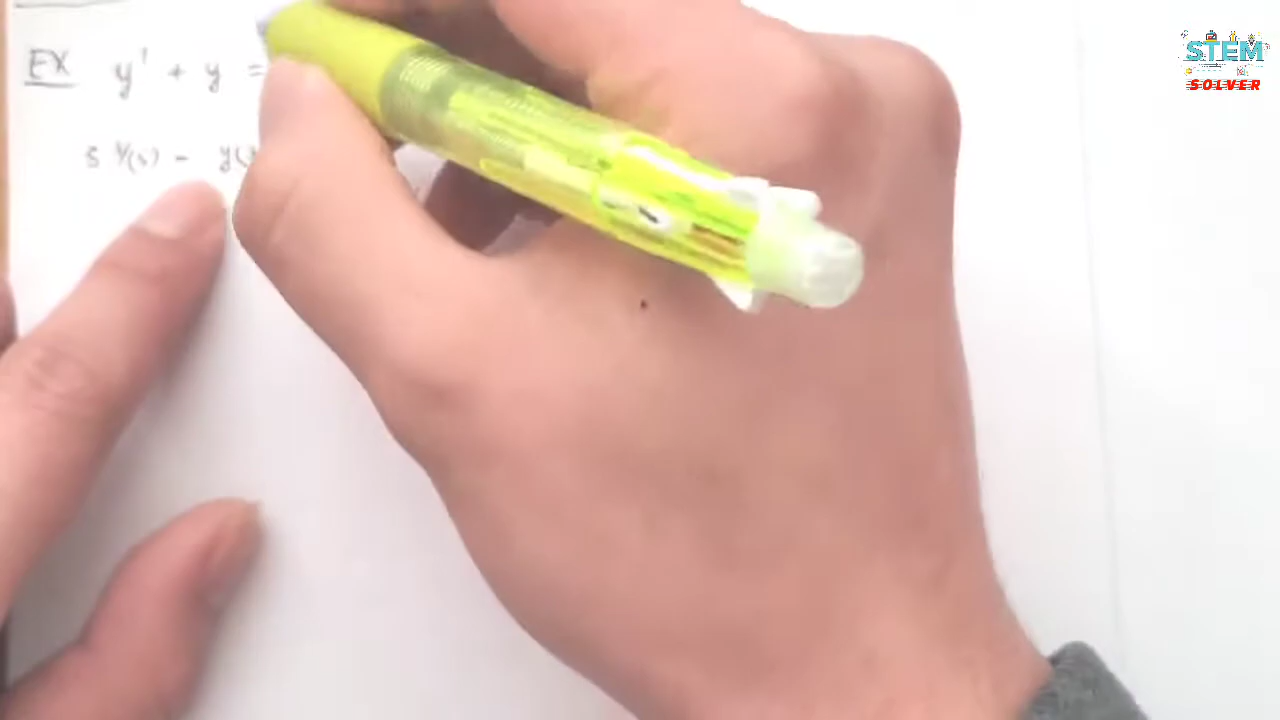 EX y' + y =
s Y(s) - y(
STEM
SOLVER